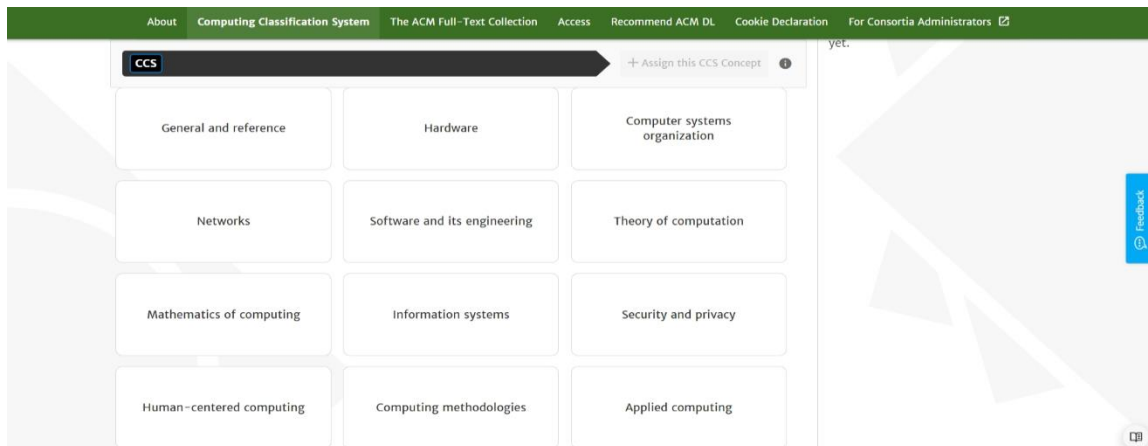 About Computing Classification System The ACM Full-Text Collection Access Recommend ACM DL Cookie Declaration For Consortia Administrators
yet.
CCS + Assign this CCS Concept
General and reference Hardware Computer systems
organization
Networks Software and its engineering Theory of computation
Mathematics of computing Information systems Security and privacy
Human-centered computing Computing methodologies Applied computing
Feedback